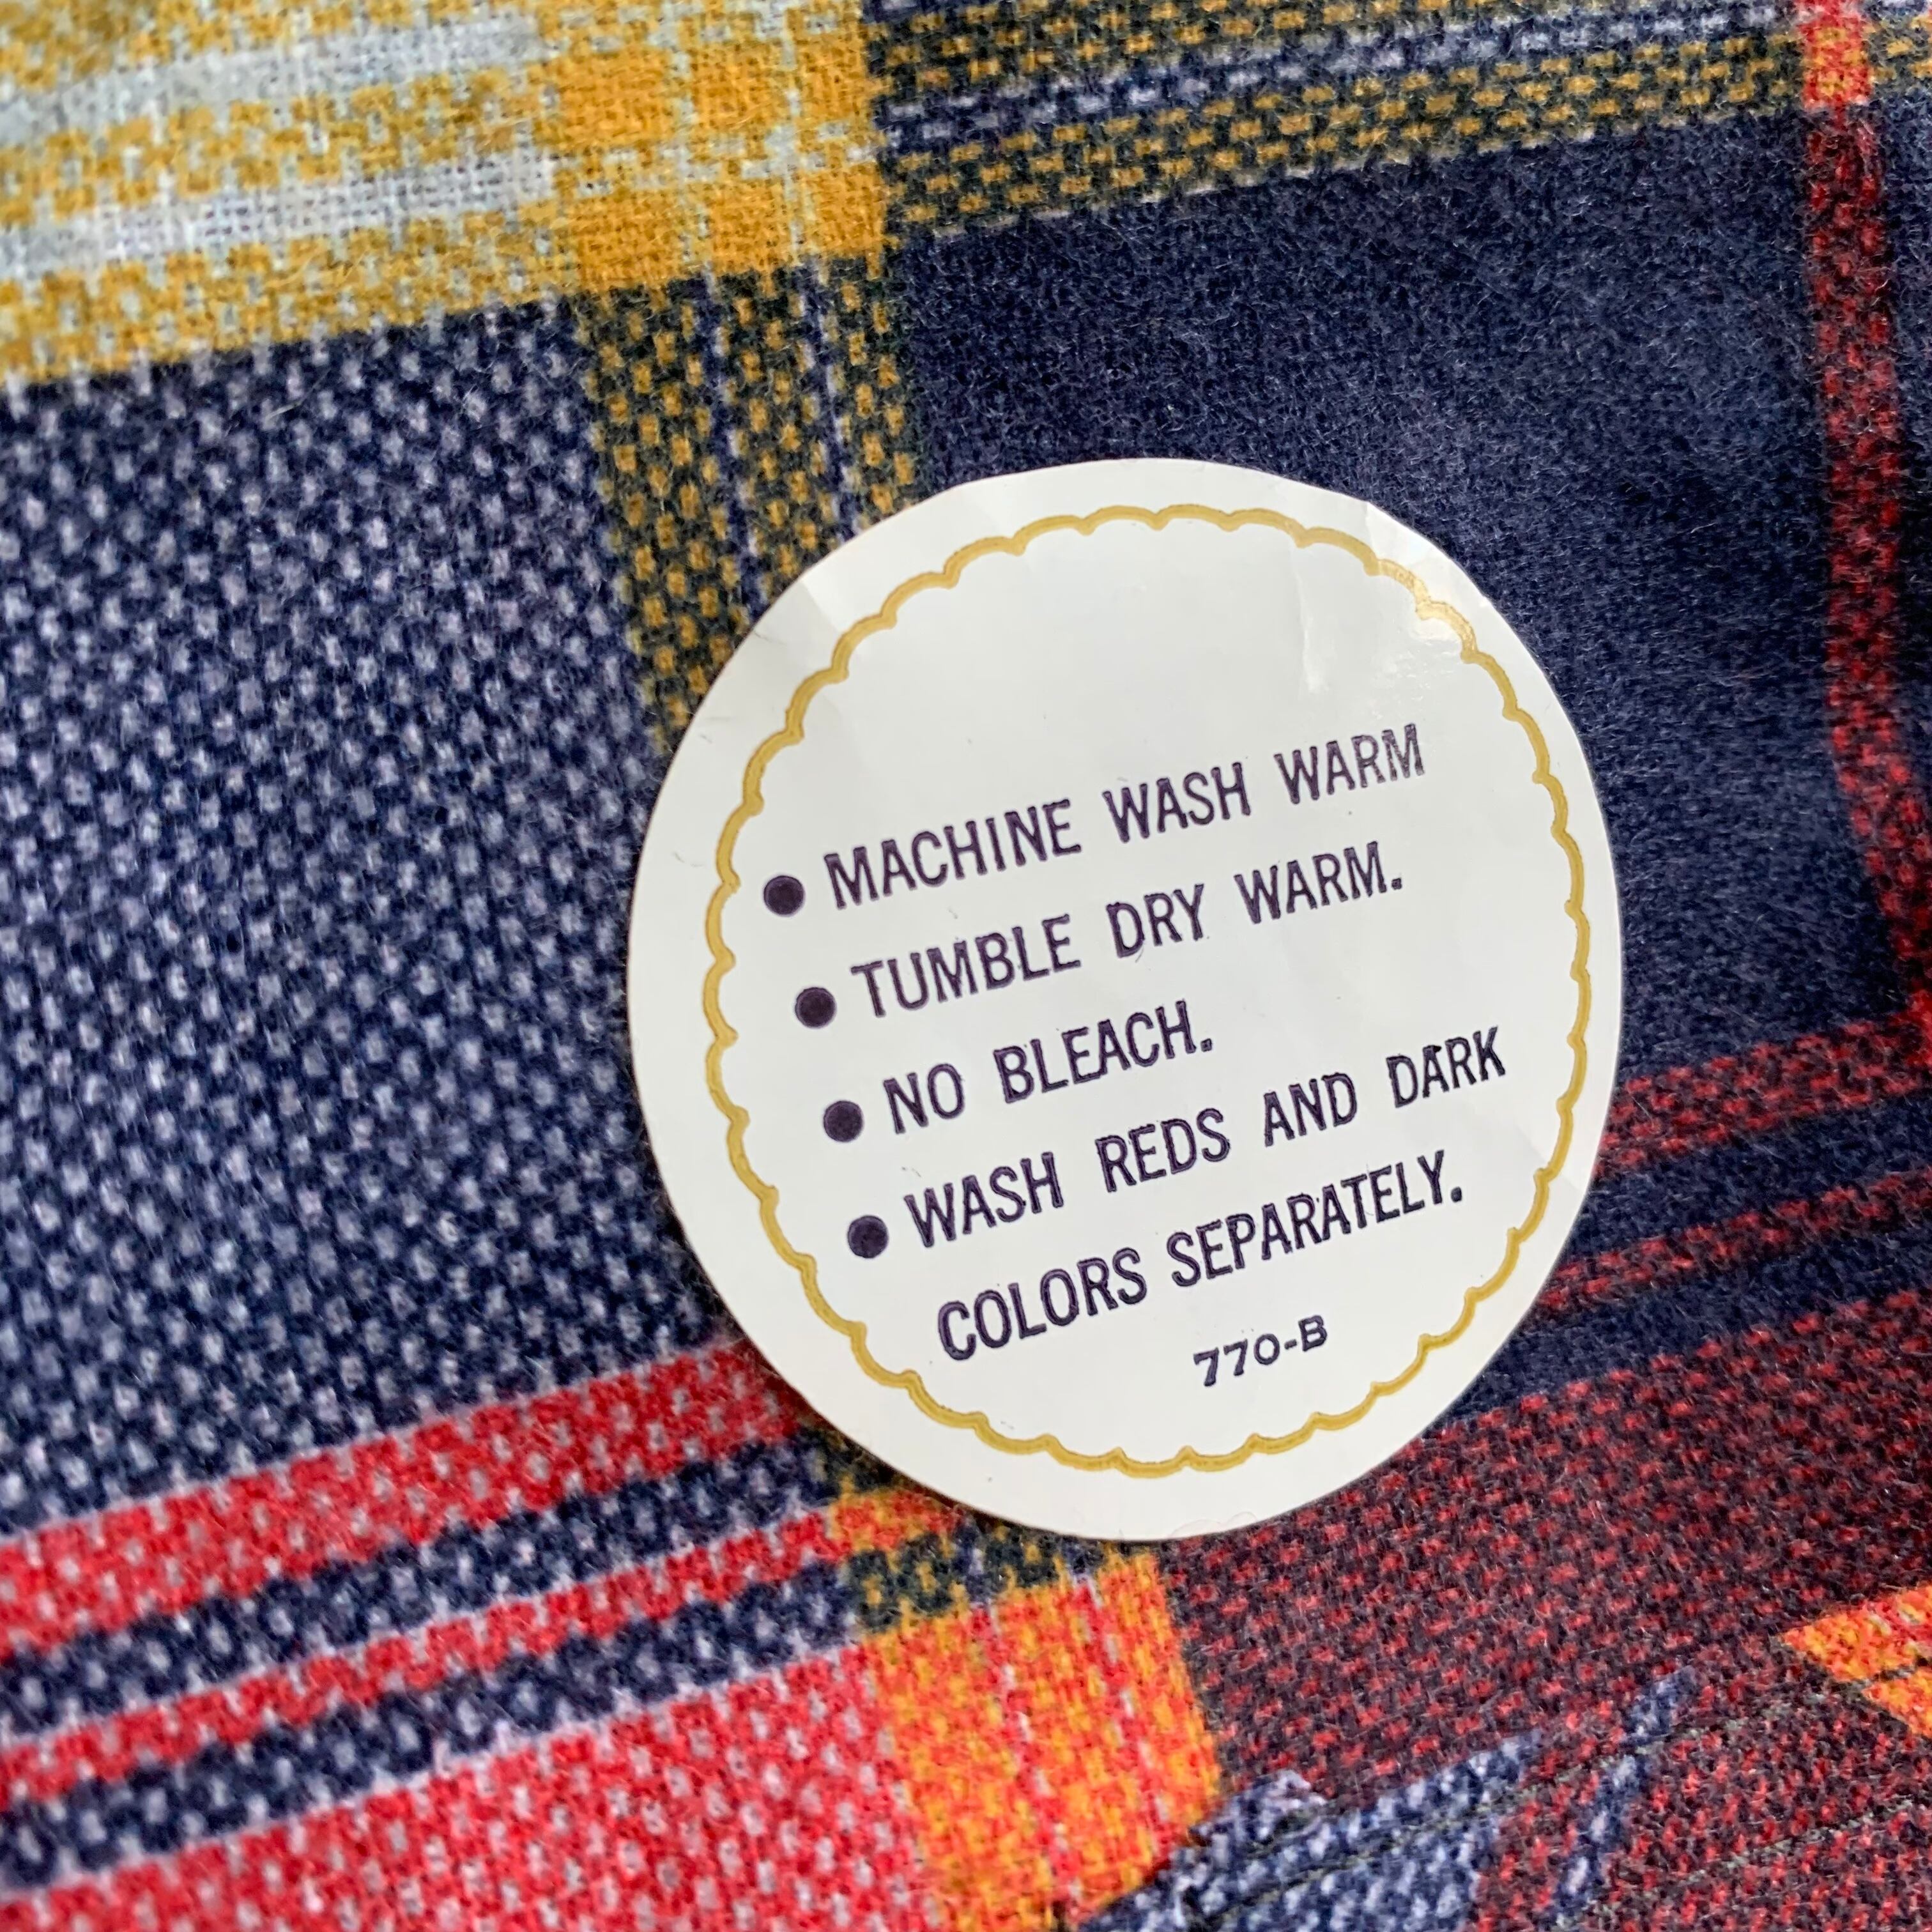 ● MACHINE WASH WARM
● TUMBLE DRY WARM.
● NO BLEACH.
● WASH REDS AND DARK
COLORS SEPARATELY.
770-B